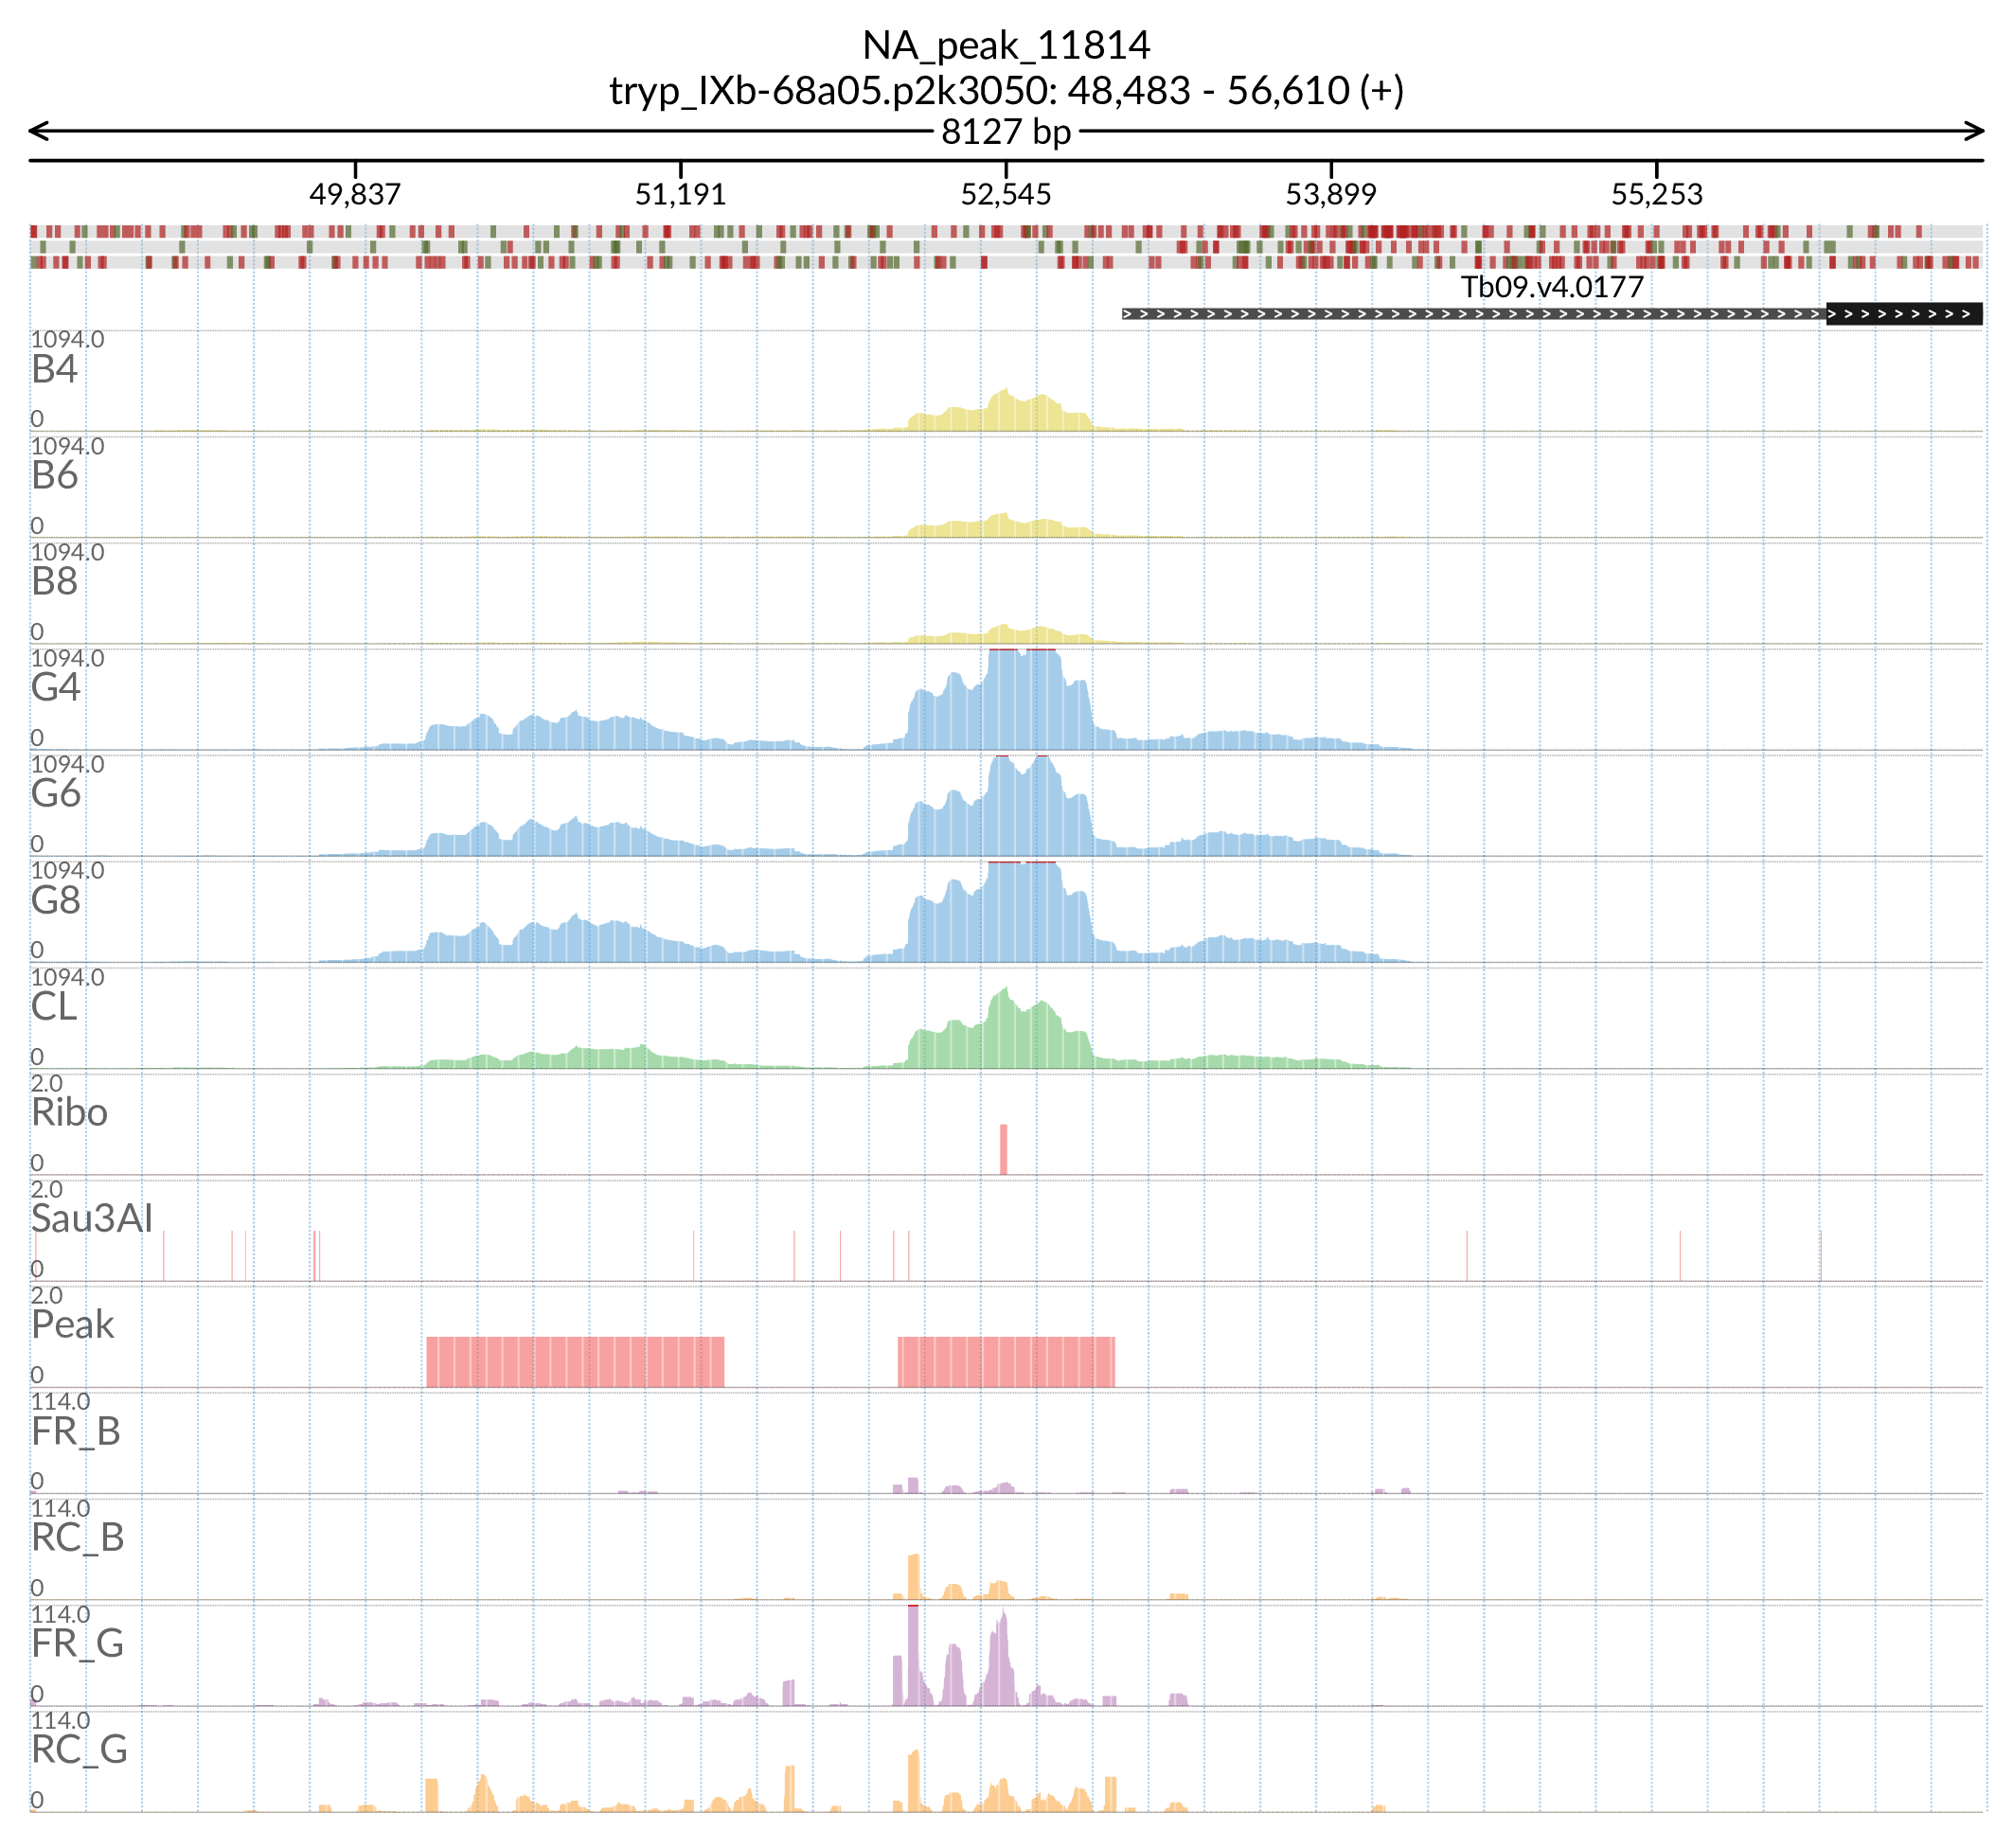 NA_peak_11814
tryp_IXb-68a05.p2k3050: 48,483 - 56,610 (+)
8127 bp
49,837 51,191 52,545 53,899 55,253
Tb09.v4.0177
1094.0
B4
0
1094.0
B6
0
1094.0
B8
0
1094.0
G4
0
1094.0
G6
0
1094.0
G8
0
1094.0
CL
0
2.0
Ribo
0
2.0
Sau3AI
0
2.0
Peak
0
114.0
FR_B
0
114.0
RC_B
0
114.0
FR_G
0
114.0
RC_G
0